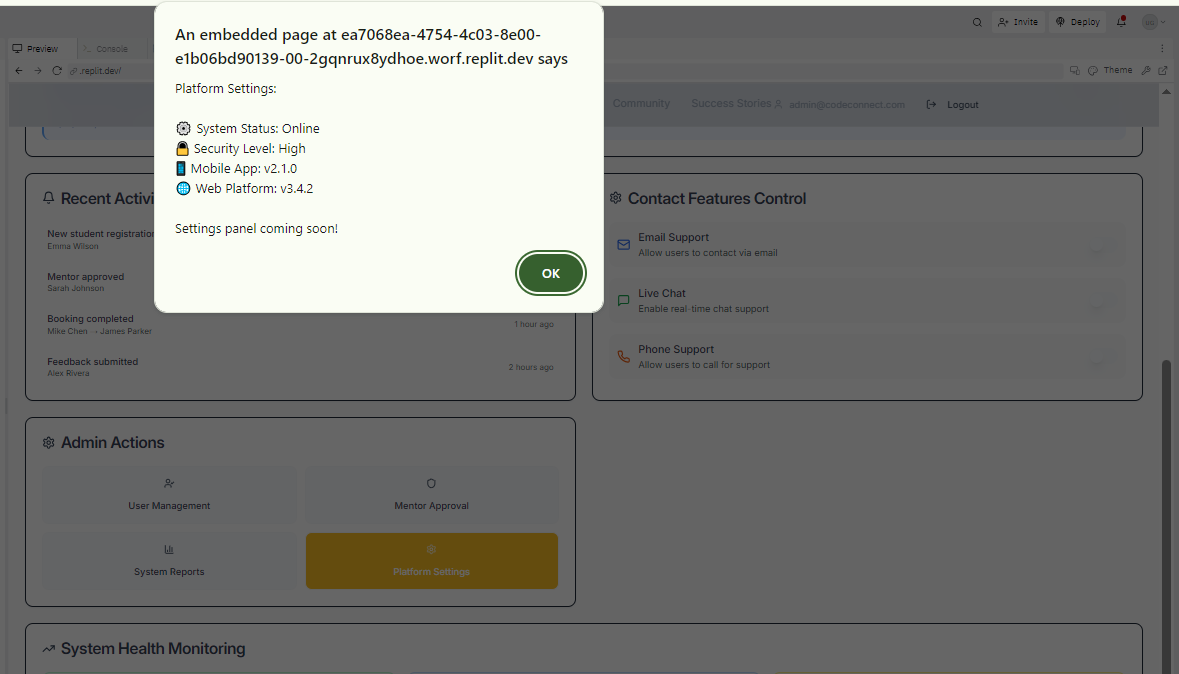 An embedded page at ea7068ea-4754-4c03-8e00-
e1b06bd90139-00-2gqnrux8ydhoe.worf.replit.dev says
Platform Settings:
System Status: Online
Security Level: High
Mobile App: v2.1.0
Web Platform: v3.4.2
Settings panel coming soon!
OK
Invite
Deploy
Preview
Console
.replit.dev/
Theme
Community
Success Stories
admin@codeconnect.com
Logout
Recent Activi
New student registration
Emma Wilson
Mentor approved
Sarah Johnson
Booking completed
Mike Chen → James Parker
1 hour ago
Feedback submitted
Alex Rivera
2 hours ago
Contact Features Control
Email Support
Allow users to contact via email
Live Chat
Enable real-time chat support
Phone Support
Allow users to call for support
Admin Actions
User Management
Mentor Approval
System Reports
Platform Settings
System Health Monitoring